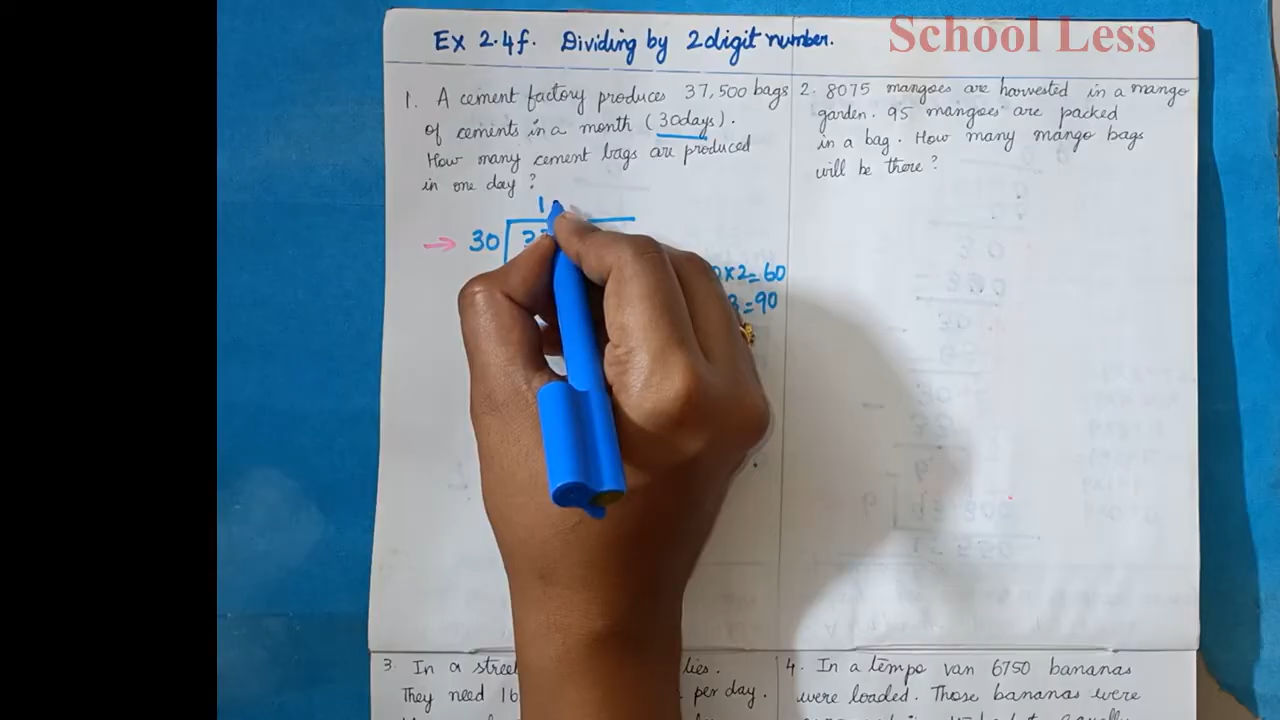 School Less
Ex 2.4f. Dividing by 2digit number.
1. A cement factory produces 37,500 bags
of cements in a month (30days).
How many cement bags are produced
in one day ?
1
→ 30
×2=60
3=90
2. 8075 mangoes are harvested in a mango
garden. 95 mangoes are packed
in a bag. How many mango bags
will be there ?
3. In a stree lies.
They need 16 per day.
4. In a tempo van 6750 bananas
were loaded. Those bananas were